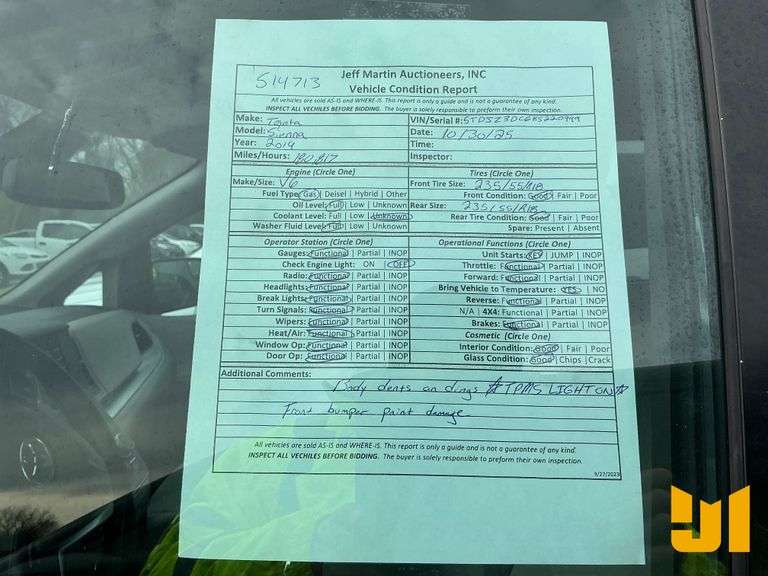 514713
Jeff Martin Auctioneers, INC
Vehicle Condition Report
All vehicles are sold AS-IS and WHERE-IS. This report is only a guide and is not a guarantee of any kind.
INSPECT ALL VECHILES BEFORE BIDDING. The buyer is solely responsible to preform their own inspection.
Make: Toyota VIN/Serial #:
Model: Sienna Date: 10/30/25
Year: 2014 Time:
Miles/Hours: 180,817 Inspector:
Engine (Circle One) Tires (Circle One)
Make/Size: V6 Front Tire Size: 235/55/R18
Fuel Type: Gas | Deisel | Hybrid | Other Front Condition: Good | Fair | Poor
Oil Level: Full | Low | Unknown Rear Size: 235/55/R18
Coolant Level: Full | Low | Unknown Rear Tire Condition: Good | Fair | Poor
Washer Fluid Level: Full | Low | Unknown Spare: Present | Absent
Operator Station (Circle One) Operational Functions (Circle One)
Gauges: Functional | Partial | INOP Unit Starts: KEY | JUMP | INOP
Check Engine Light: ON | OFF Throttle: Functional | Partial | INOP
Radio: Functional | Partial | INOP Forward: Functional | Partial | INOP
Headlights: Functional | Partial | INOP Bring Vehicle to Temperature: YES | NO
Break Lights: Functional | Partial | INOP Reverse: Functional | Partial | INOP
Turn Signals: Functional | Partial | INOP N/A | 4X4: Functional | Partial | INOP
Wipers: Functional | Partial | INOP Brakes: Functional | Partial | INOP
Heat/Air: Functional | Partial | INOP Cosmetic (Circle One)
Window Op: Functional | Partial | INOP Interior Condition: Good | Fair | Poor
Door Op: Functional | Partial | INOP Glass Condition: Good | Chips | Crack
Additional Comments:
Body dents and dings ☆TPMS LIGHT ON☆
Front bumper paint damage
All vehicles are sold AS-IS and WHERE-IS. This report is only a guide and is not a guarantee of any kind.
INSPECT ALL VECHILES BEFORE BIDDING. The buyer is solely responsible to preform their own inspection.
9/27/2023